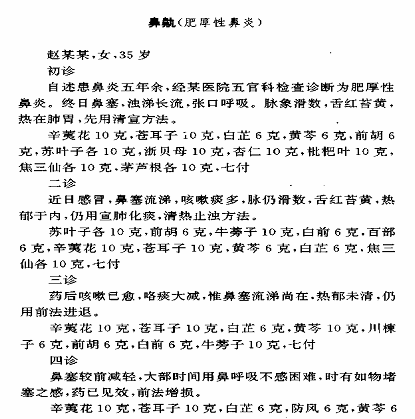 鼻鼽(肥厚性鼻炎)
赵某某,女,35 岁
初诊
自述患鼻炎五年余,经某医院五官科检查诊断为肥厚性
鼻炎。终日鼻塞,浊涕长流,张口呼吸。脉象滑数,舌红苔黄,
热在肺胃,先用清宣方法。
辛荑花 10 克,苍耳子 10 克,白芷 6 克,黄芩 6 克,前胡 6
克,苏叶子各 10 克,浙贝母 10 克,杏仁 10 克,枇杷叶 10 克,
焦三仙各 10 克,茅芦根各 10 克,七付
二诊
近日感冒,鼻塞流涕,咳嗽痰多,脉仍滑数,舌红苔黄,热
郁于内,仍用宣肺化痰,清热止浊方法。
苏叶子各 10 克,前胡 6 克,牛蒡子 10 克,白前 6 克,百部
6 克,辛荑花 10 克,苍耳子 10 克,黄芩 6 克,白芷 6 克,焦三
仙各 10 克,七付
三诊
药后咳嗽已愈,咯痰大减,惟鼻塞流涕尚在,热郁未清,仍
用前法进退。
辛荑花 10 克,苍耳子 10 克,白芷 6 克,黄芩 10 克,川楝
子 6 克,前胡 6 克,白前 6 克,牛蒡子 10 克,七付
四诊
鼻塞较前减轻,大部时间用鼻呼吸不感困难,时有如物堵
塞之感,药已见效,前法增损。
辛荑花 10 克,苍耳子 10 克,白芷 6 克,防风 6 克,黄芩 6